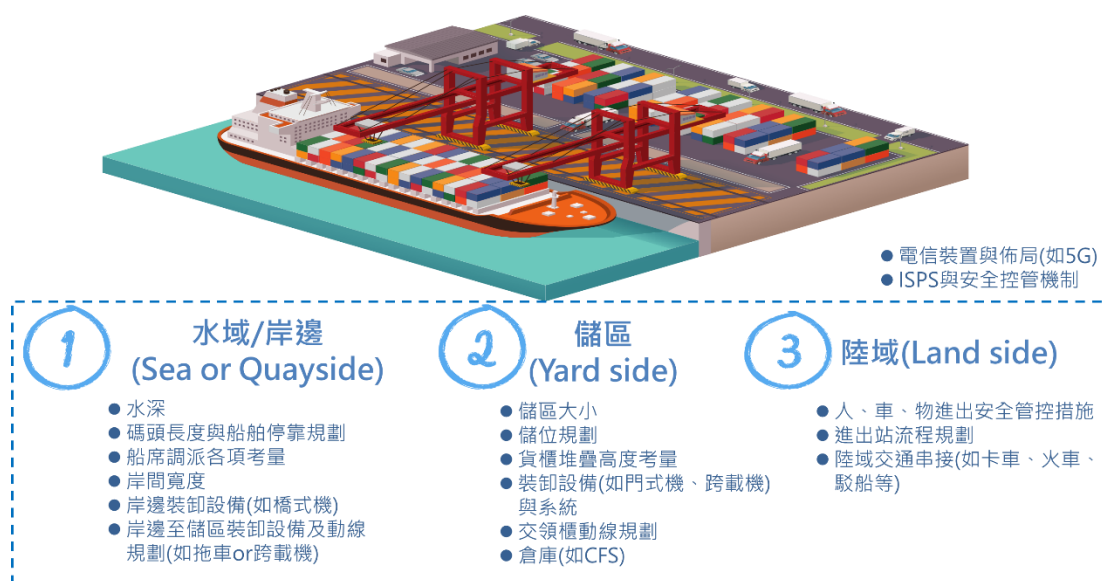 ● 電信裝置與佈局(如5G)
● ISPS與安全控管機制
1
水域/岸邊
(Sea or Quayside)
● 水深
● 碼頭長度與船舶停靠規劃
● 船席調派各項考量
● 岸間寬度
● 岸邊裝卸設備(如橋式機)
● 岸邊至儲區裝卸設備及動線
規劃(如拖車or跨載機)
2
儲區
(Yard side)
● 儲區大小
● 儲位規劃
● 貨櫃堆疊高度考量
● 裝卸設備(如門式機、跨載機)
與系統
● 交領櫃動線規劃
● 倉庫(如CFS)
3
陸域(Land side)
● 人、車、物進出安全管控措施
● 進出站流程規劃
● 陸域交通串接(如卡車、火車、
駁船等)